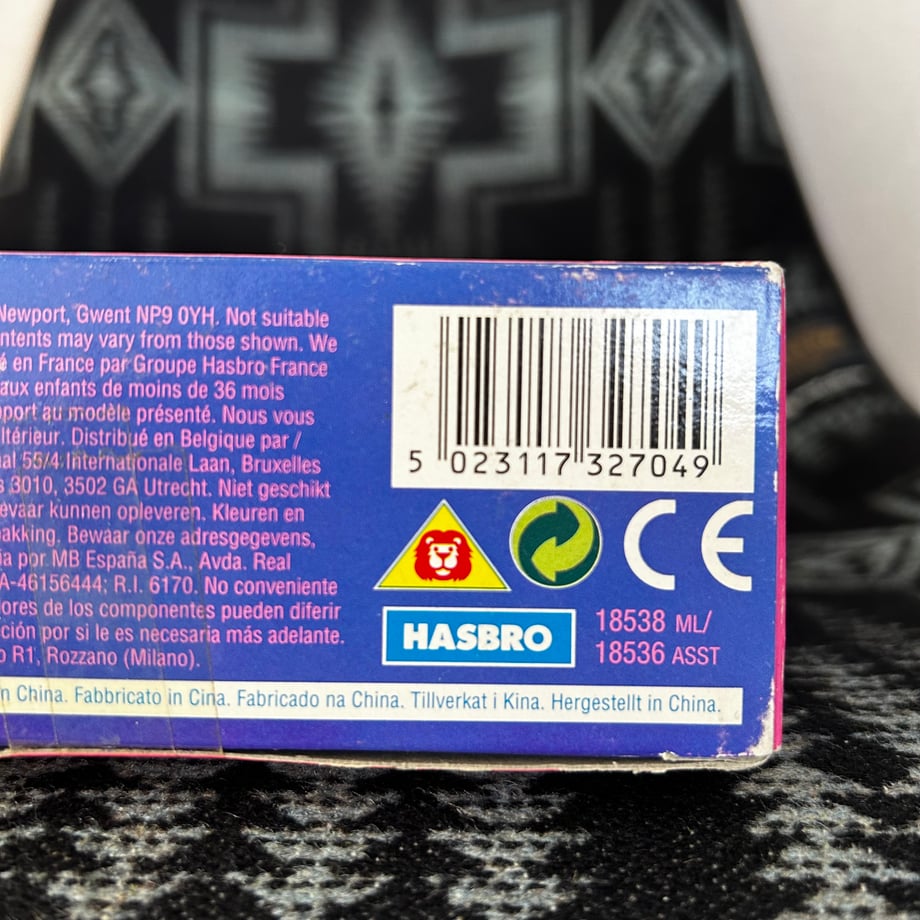 Newport, Gwent NP9 0YH. Not suitable
ntents may vary from those shown. We
é en France par Groupe Hasbro France
aux enfants de moins de 36 mois
pport au modèle présenté. Nous vous
ltérieur. Distribué en Belgique par /
al 55/4 Internationale Laan, Bruxelles
s 3010, 3502 GA Utrecht. Niet geschikt
evaar kunnen opleveren. Kleuren en
akking, Bewaar onze adresgegevens,
ia por MB España S.A., Avda. Real
A-46156444; R.I. 6170. No conveniente
lores de los componentes pueden diferir
ción por si le es necesaria más adelante.
o R1, Rozzano (Milano).
n China. Fabbricato in Cina. Fabricado na China. Tillverkat i Kina. Hergestellt in China.
5 023117 327049
CE
HASBRO
18538 ML/
18536 ASST